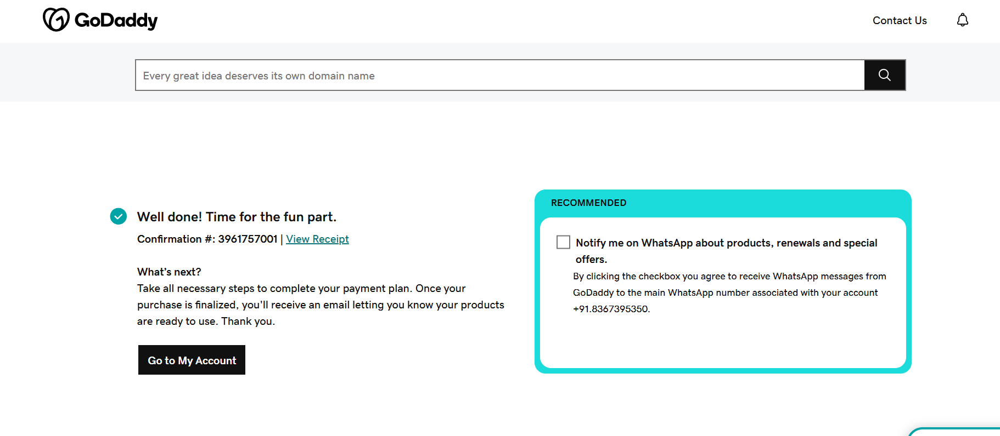 GoDaddy
Contact Us
Every great idea deserves its own domain name
Well done! Time for the fun part.
Confirmation #: 3961757001 | View Receipt
What's next?
Take all necessary steps to complete your payment plan. Once your
purchase is finalized, you'll receive an email letting you know your products
are ready to use. Thank you.
Go to My Account
RECOMMENDED
Notify me on WhatsApp about products, renewals and special
offers.
By clicking the checkbox you agree to receive WhatsApp messages from
GoDaddy to the main WhatsApp number associated with your account
+91.8367395350.